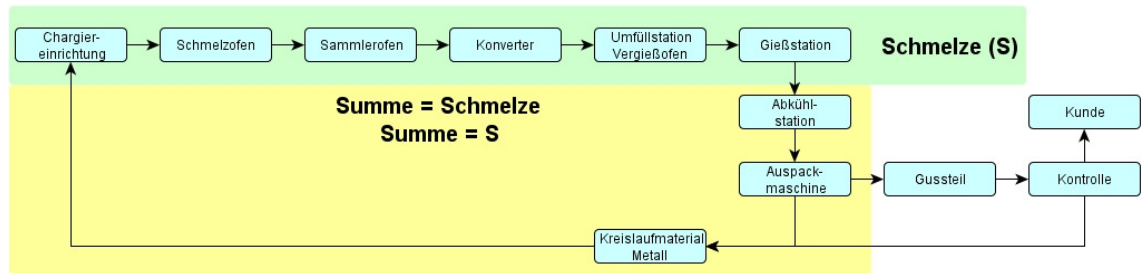 Chargier-
einrichtung
Schmelzofen
Sammlerofen
Konverter
Umfüllstation
Vergießofen
Gießstation
Schmelze (S)
Summe = Schmelze
Summe = S
Abkühl-
station
Kunde
Auspack-
maschine
Gussteil
Kontrolle
Kreislaufmaterial
Metall